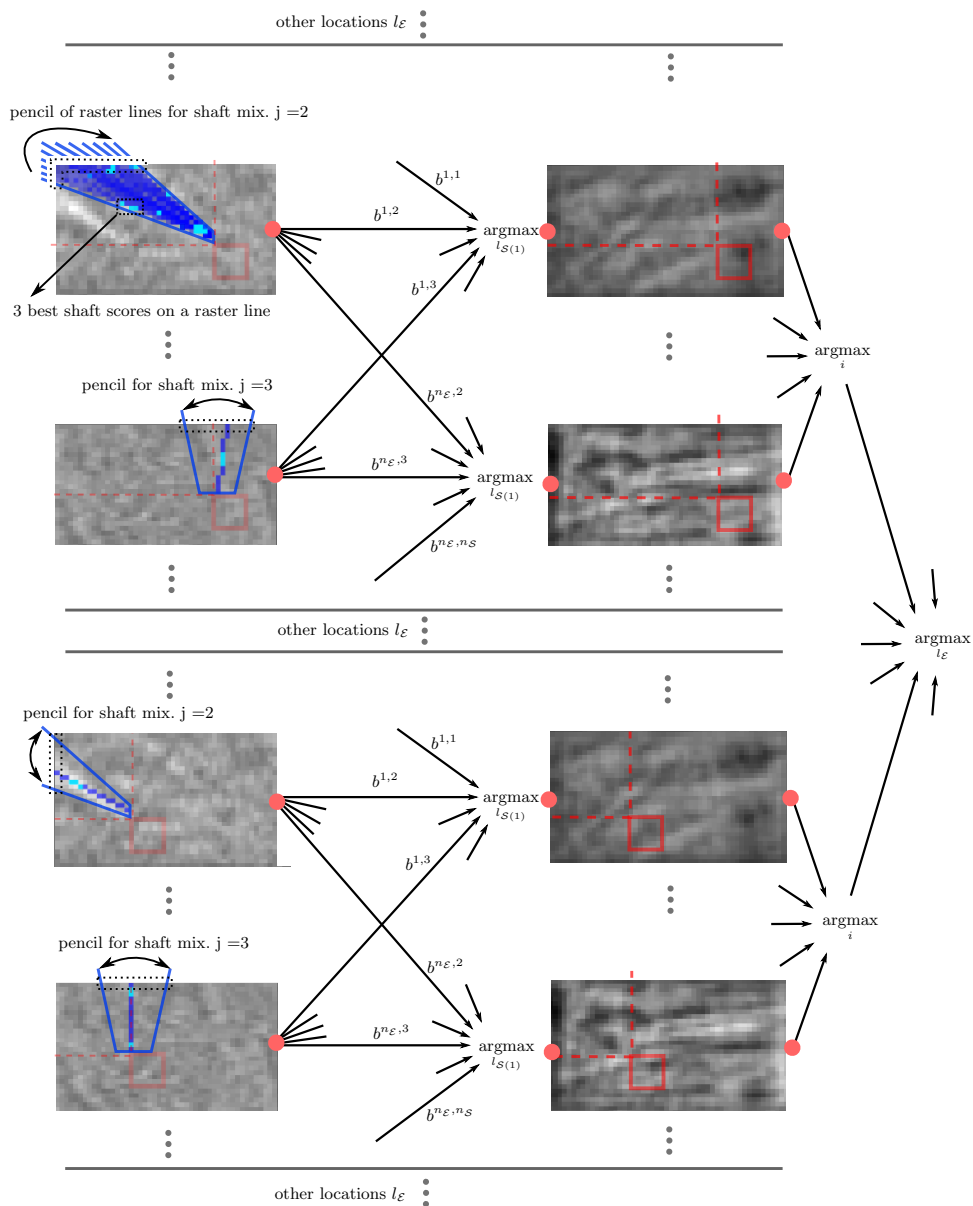 other locations l_ℰ
pencil of raster lines for shaft mix. j =2
b^{1,1}
b^{1,2}
argmax
l_{𝒮(1)}
b^{1,3}
3 best shaft scores on a raster line
argmax
i
pencil for shaft mix. j =3
b^{n_ℰ,2}
b^{n_ℰ,3}
argmax
l_{𝒮(1)}
b^{n_ℰ,n_𝒮}
other locations l_ℰ
argmax
l_ℰ
pencil for shaft mix. j =2
b^{1,1}
b^{1,2}
argmax
l_{𝒮(1)}
b^{1,3}
argmax
i
pencil for shaft mix. j =3
b^{n_ℰ,2}
b^{n_ℰ,3}
argmax
l_{𝒮(1)}
b^{n_ℰ,n_𝒮}
other locations l_ℰ